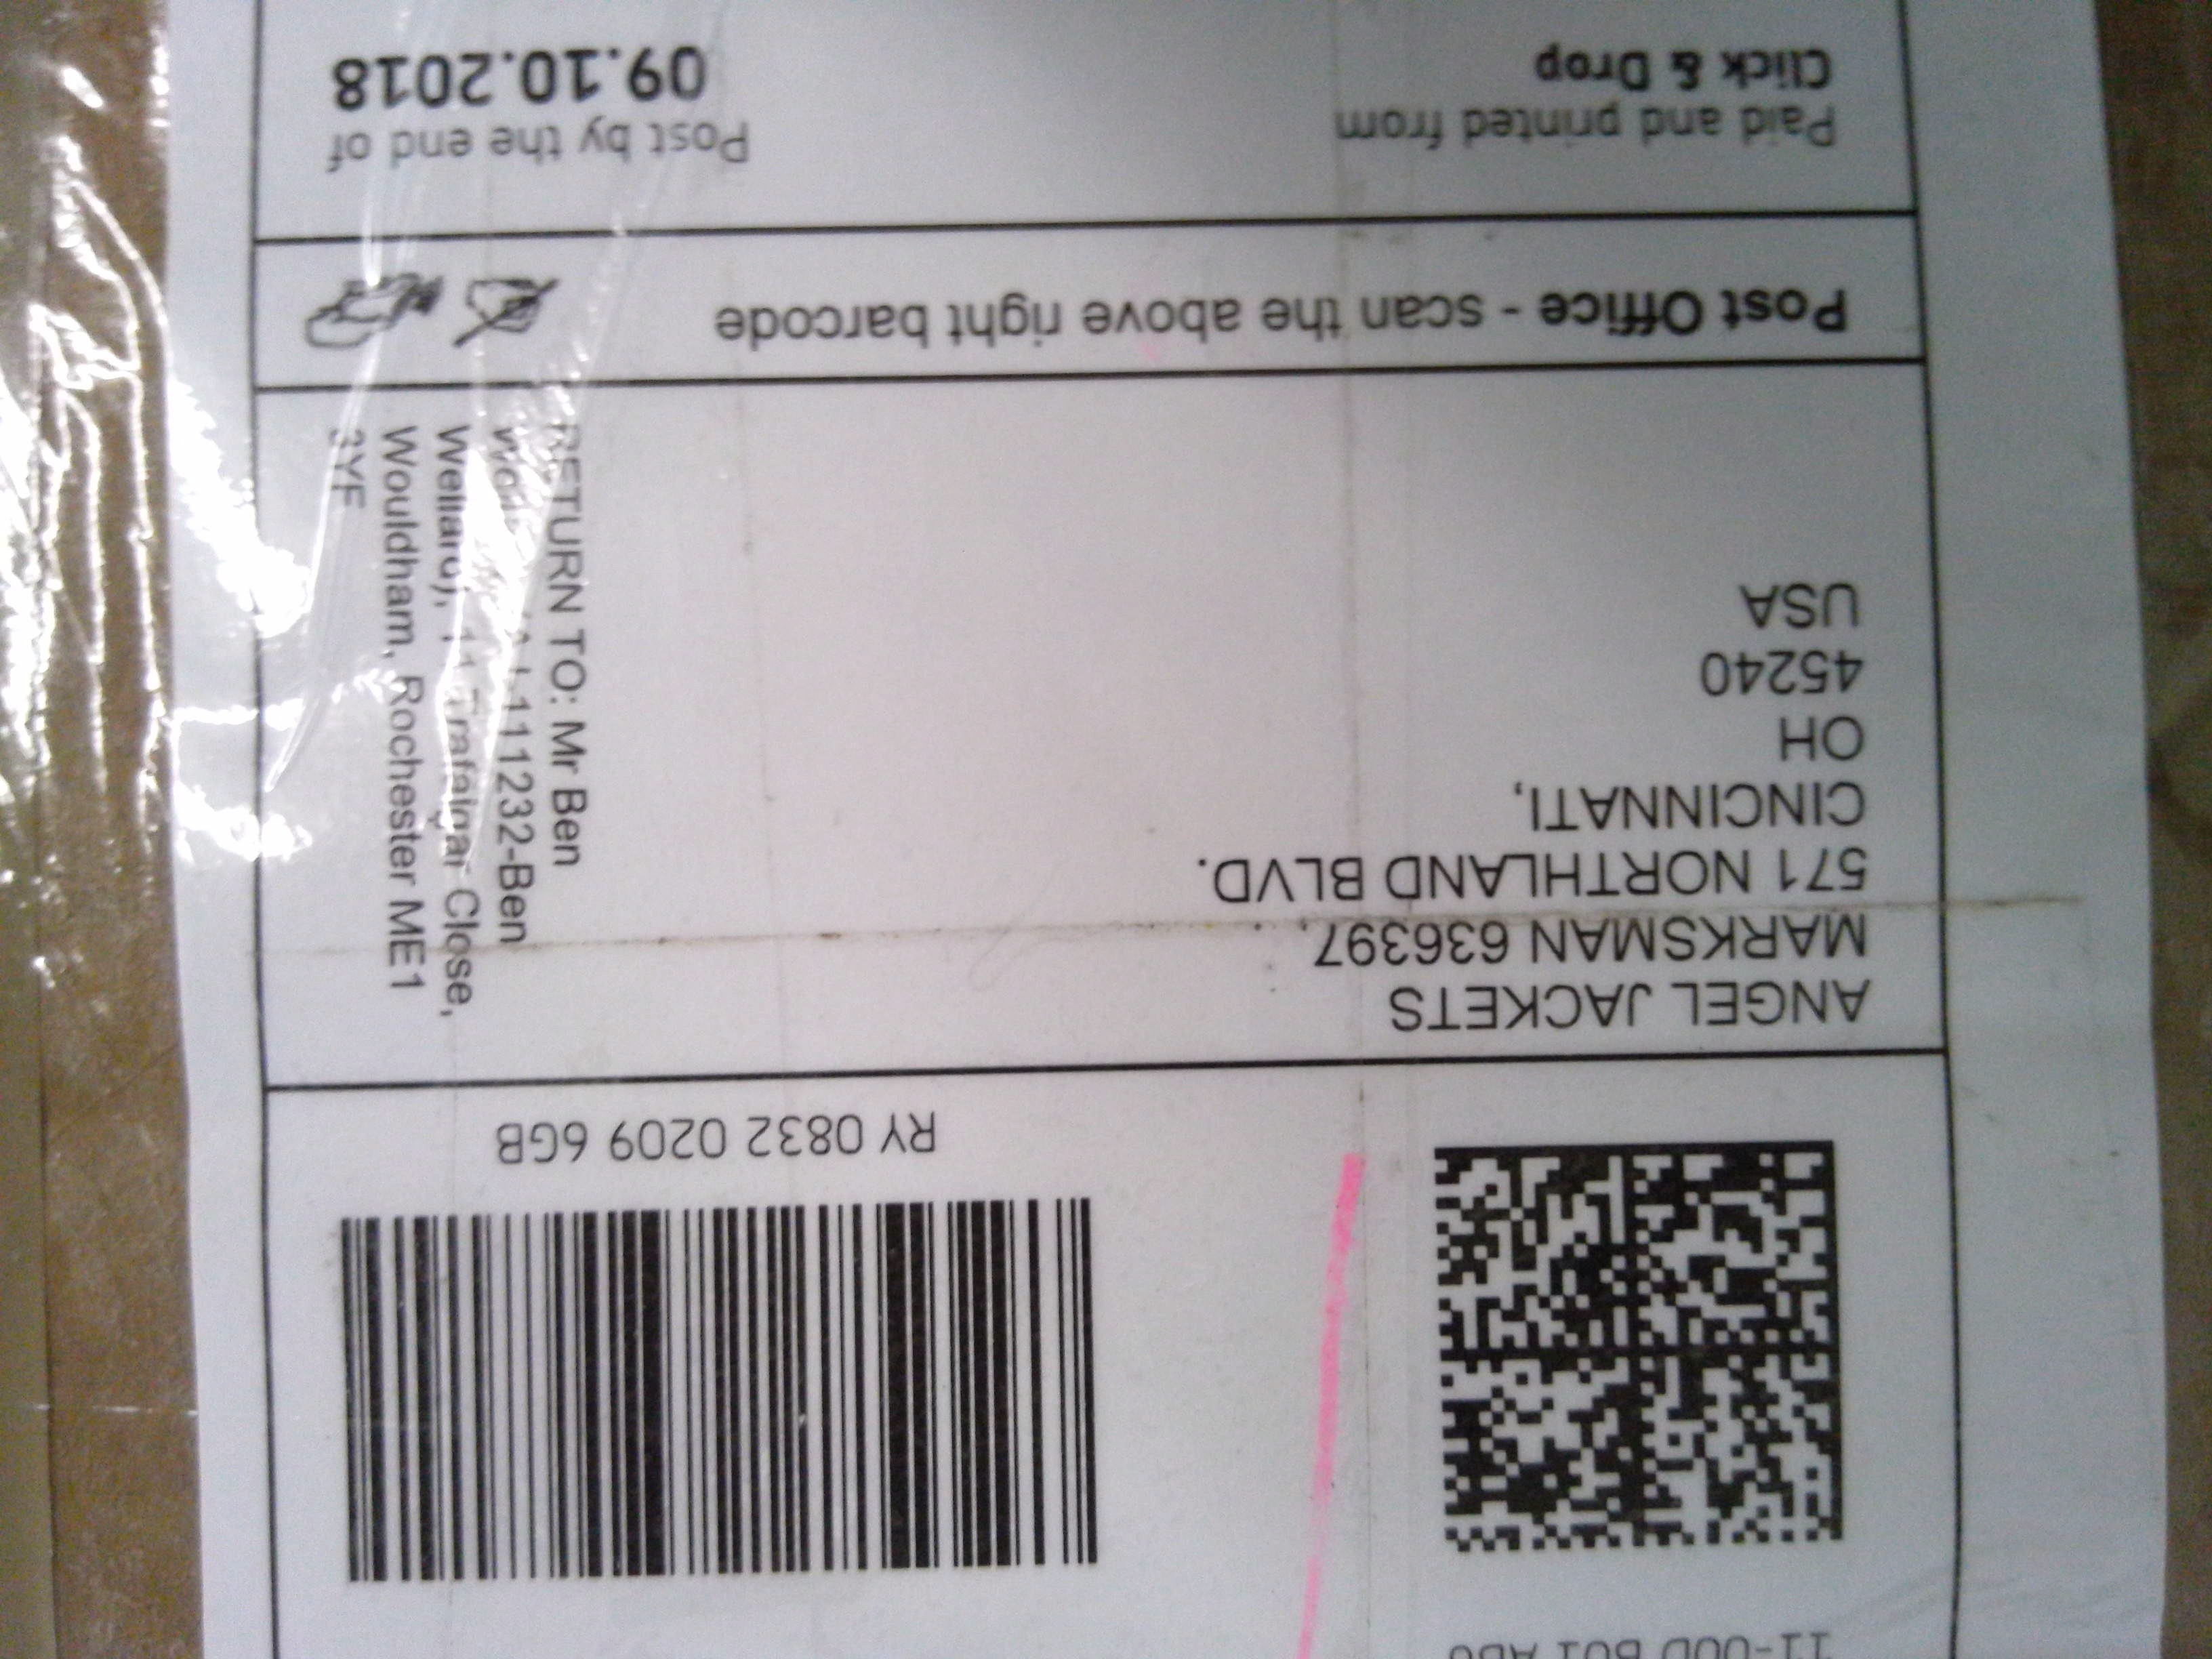 RY 0832 0209 6GB
ANGEL JACKETS
MARKSMAN 636397,
571 NORTHLAND BLVD.
CINCINNATI,
OH
45240
USA
RETURN TO: Mr Ben
Wouldham, Rochester ME1
3YF
Post Office - scan the above right barcode
Paid and printed from
Click & Drop
Post by the end of
09.10.2018